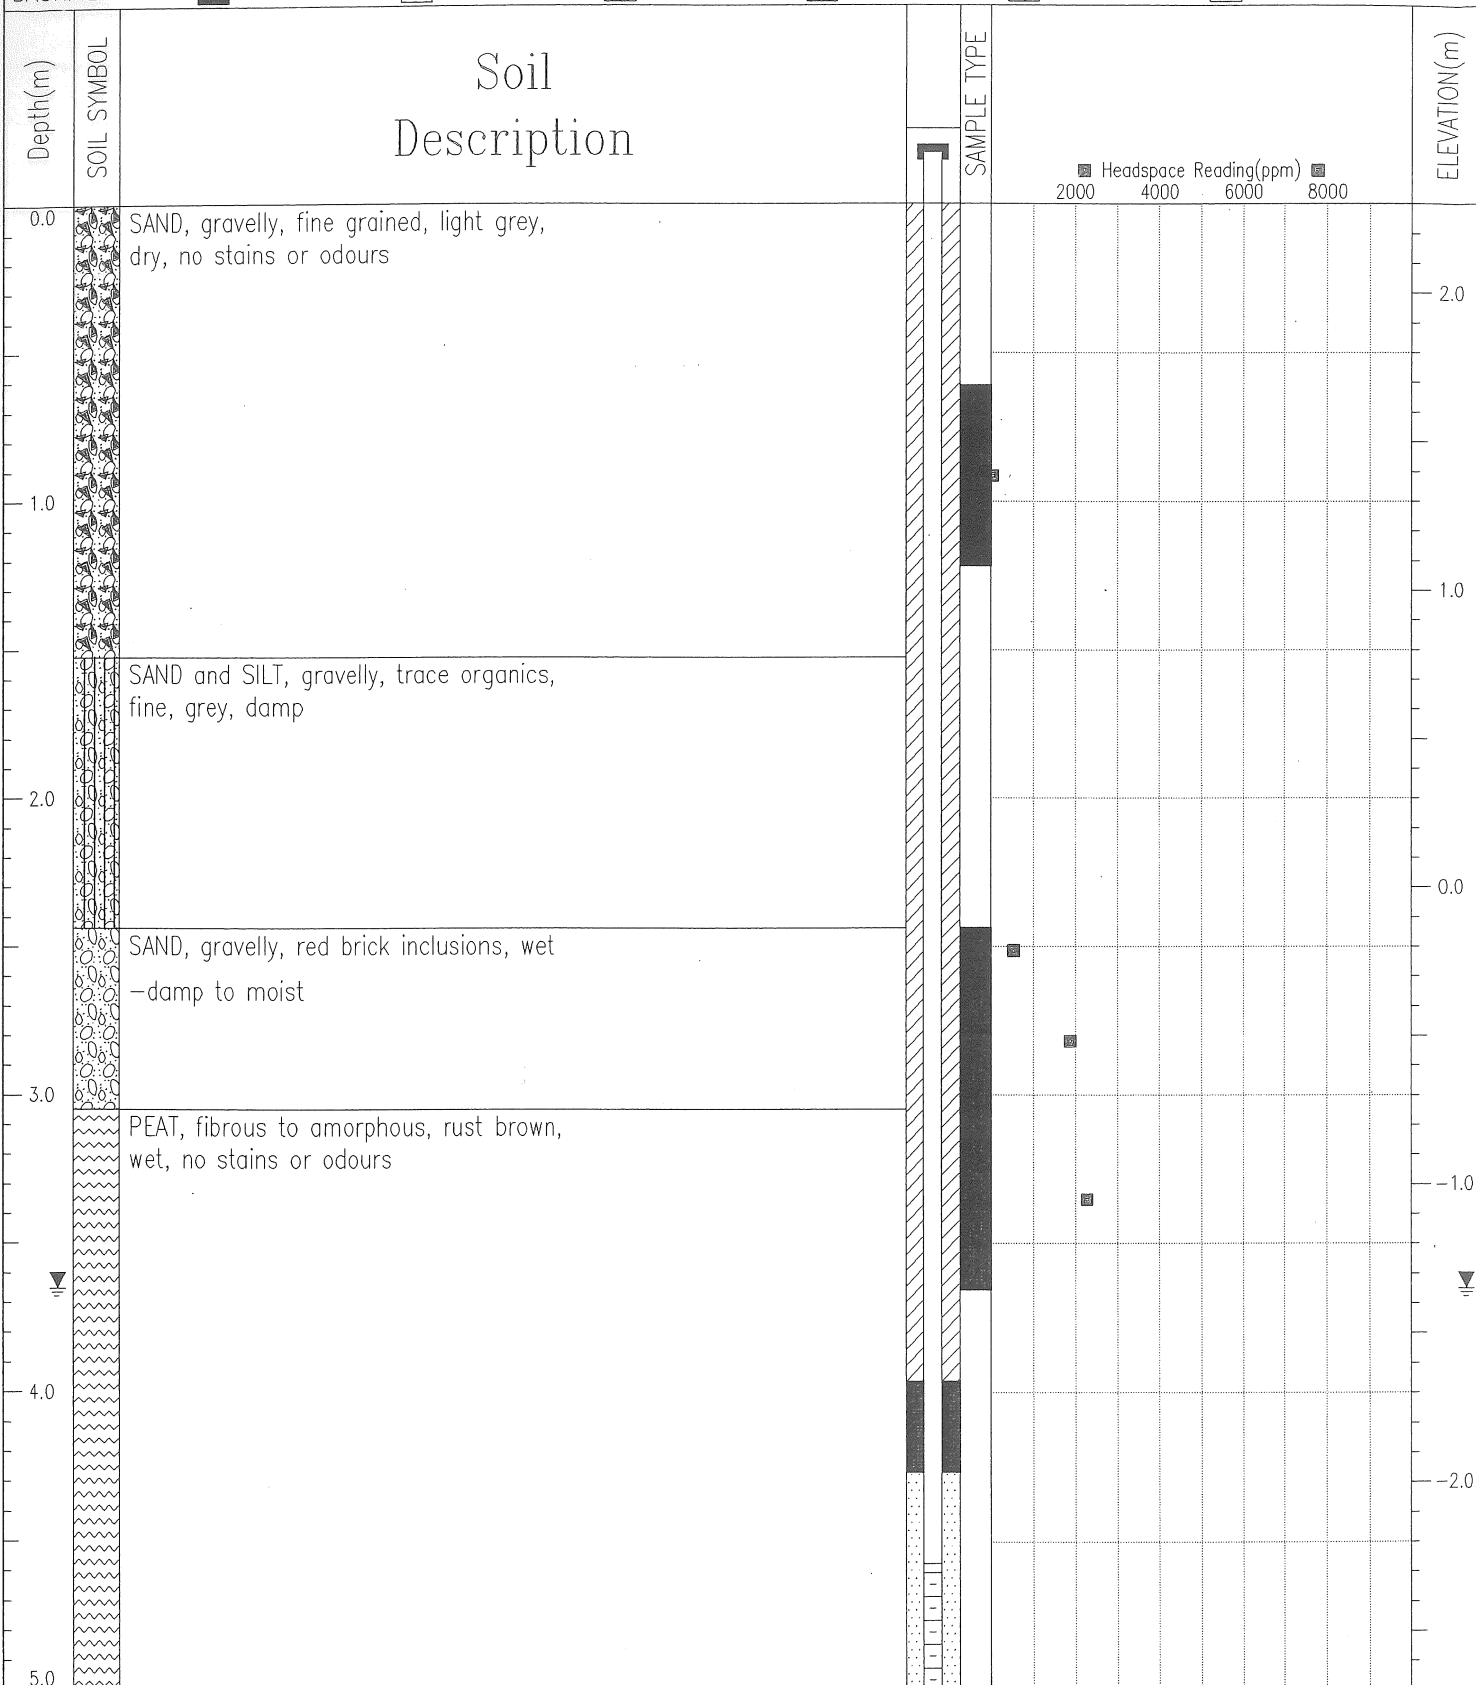 Depth(m)
SOIL SYMBOL
Soil
Description
SAMPLE TYPE
Headspace Reading(ppm)
2000 4000 6000 8000
ELEVATION(m)
0.0
SAND, gravelly, fine grained, light grey,
dry, no stains or odours
2.0
1.0
1.0
SAND and SILT, gravelly, trace organics,
fine, grey, damp
2.0
0.0
SAND, gravelly, red brick inclusions, wet
-damp to moist
3.0
PEAT, fibrous to amorphous, rust brown,
wet, no stains or odours
-1.0
4.0
-2.0
5.0